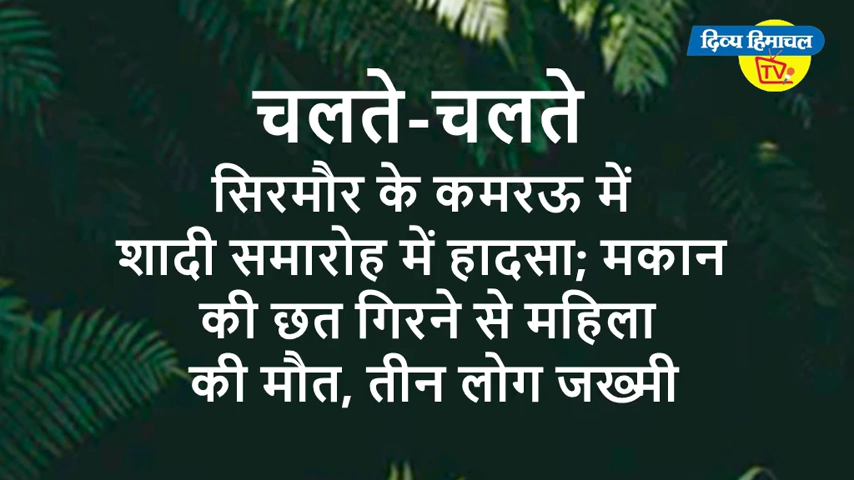 दिव्य हिमाचल
TV
चलते-चलते
सिरमौर के कमरऊ में
शादी समारोह में हादसा; मकान
की छत गिरने से महिला
की मौत, तीन लोग जख्मी